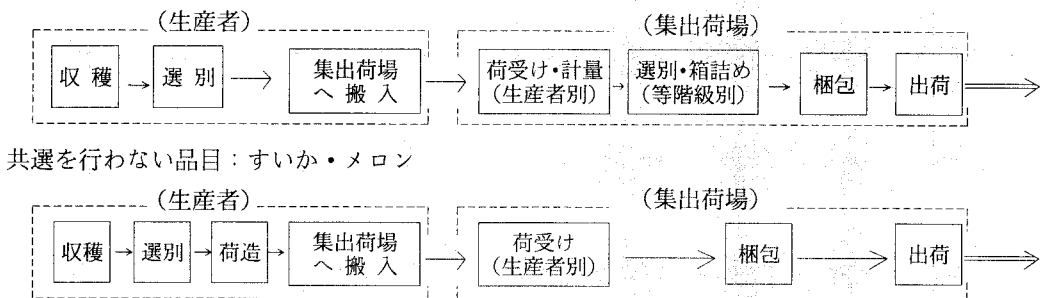 (生産者)
(集出荷場)
収穫 → 選別 → 集出荷場へ搬入 → 荷受け・計量(生産者別) → 選別・箱詰め(等階級別) → 梱包 → 出荷 ⇒
共選を行わない品目:すいか・メロン
(生産者)
(集出荷場)
収穫 → 選別 → 荷造 → 集出荷場へ搬入 → 荷受け(生産者別) → 梱包 → 出荷 ⇒